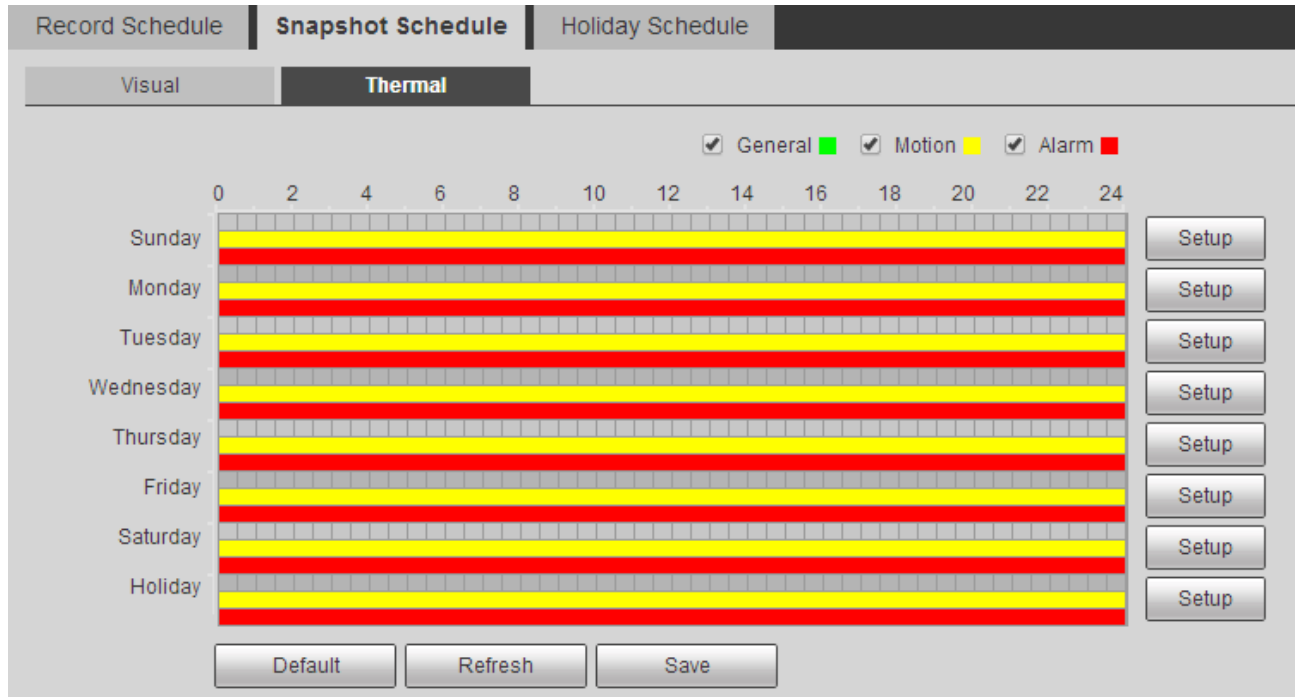 Record Schedule Snapshot Schedule Holiday Schedule
Visual Thermal
General Motion Alarm
0 2 4 6 8 10 12 14 16 18 20 22 24
Sunday Setup
Monday Setup
Tuesday Setup
Wednesday Setup
Thursday Setup
Friday Setup
Saturday Setup
Holiday Setup
Default Refresh Save